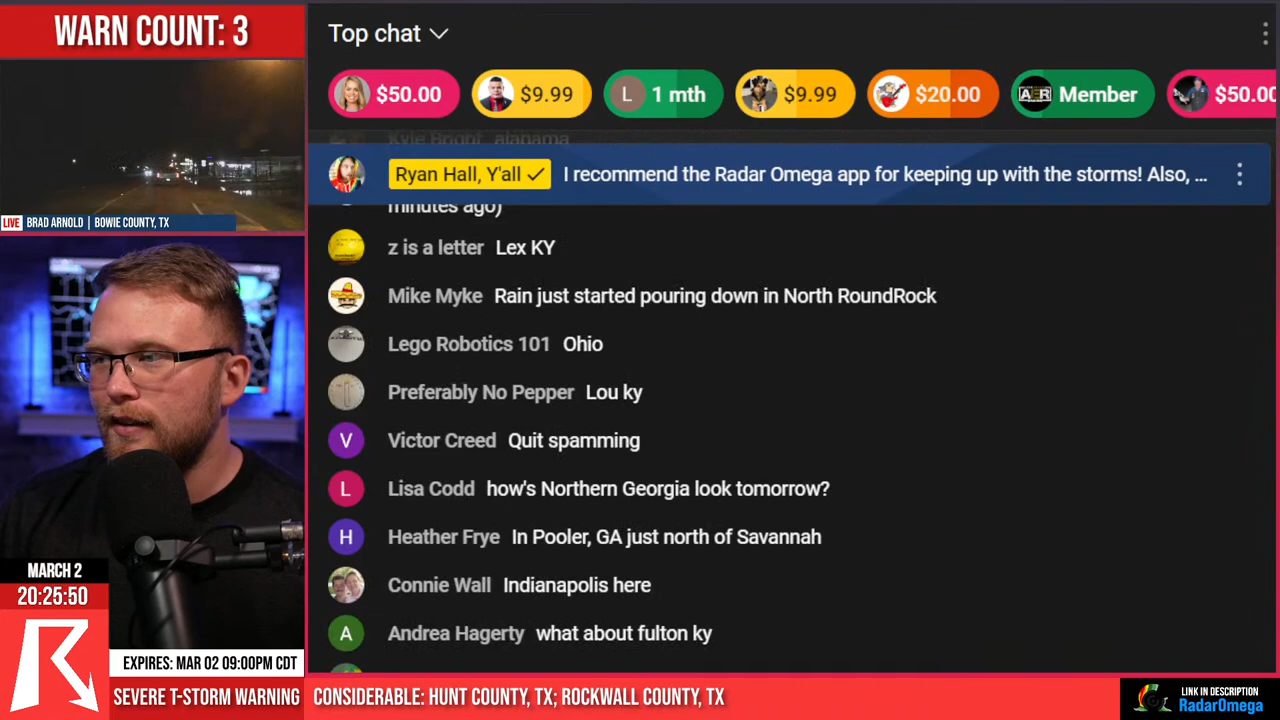 WARN COUNT: 3
LIVE BRAD ARNOLD | BOWIE COUNTY, TX
MARCH 2
20:25:50
EXPIRES: MAR 02 09:00PM CDT
SEVERE T-STORM WARNING
CONSIDERABLE: HUNT COUNTY, TX; ROCKWALL COUNTY, TX
LINK IN DESCRIPTION
RadarOmega
Top chat
$50.00
$9.99
L 1 mth
$9.99
$20.00
AER Member
$50.00
Kyle Bright alabama
Ryan Hall, Y'all I recommend the Radar Omega app for keeping up with the storms! Also, ...
minutes ago)
z is a letter Lex KY
Mike Myke Rain just started pouring down in North RoundRock
Lego Robotics 101 Ohio
Preferably No Pepper Lou ky
V Victor Creed Quit spamming
L Lisa Codd how's Northern Georgia look tomorrow?
H Heather Frye In Pooler, GA just north of Savannah
Connie Wall Indianapolis here
A Andrea Hagerty what about fulton ky